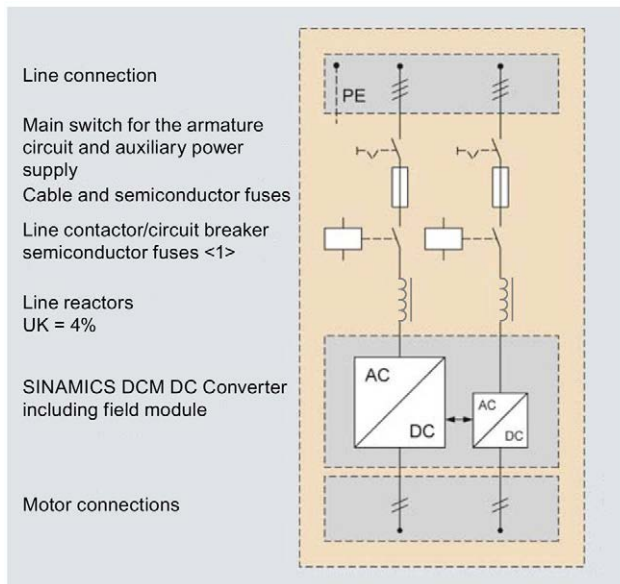 Line connection
PE
Main switch for the armature
circuit and auxiliary power
supply
Cable and semiconductor fuses
Line contactor/circuit breaker
semiconductor fuses <1>
Line reactors
UK = 4%
SINAMICS DCM DC Converter
including field module
AC
DC
AC
DC
Motor connections